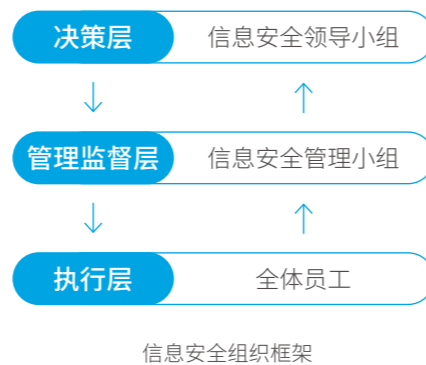 决策层 信息安全领导小组
管理监督层 信息安全管理小组
执行层 全体员工
信息安全组织框架